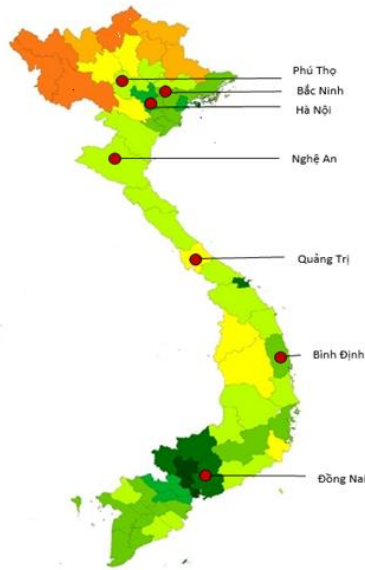 Phú Thọ
Bắc Ninh
Hà Nội
Nghệ An
Quảng Trị
Bình Định
Đồng Nai